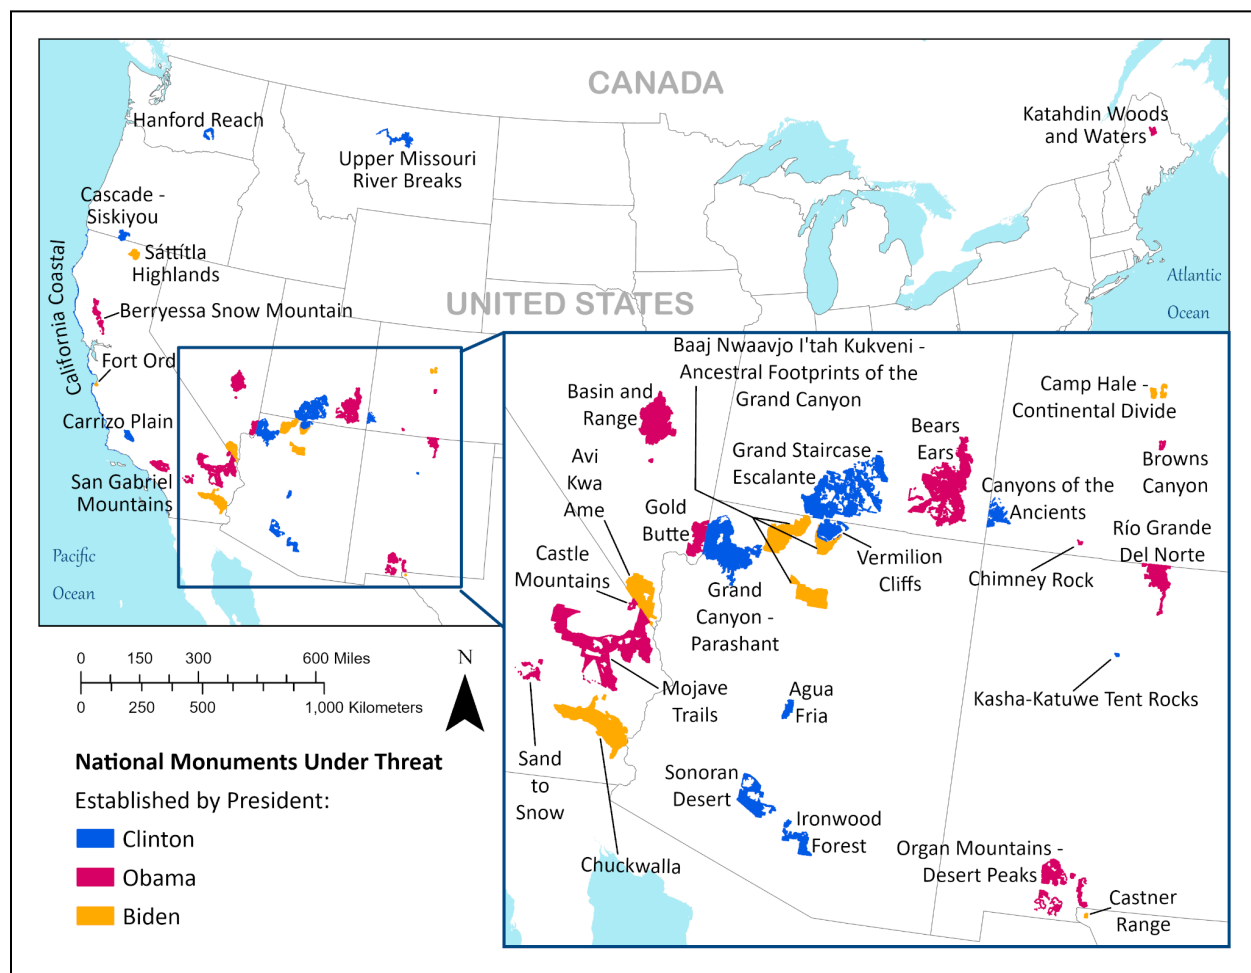 CANADA
Hanford Reach
Upper Missouri
River Breaks
Katahdin Woods
and Waters
Cascade -
Siskiyou
Sáttítla
Highlands
California Coastal
Berryessa Snow Mountain
UNITED STATES
Atlantic
Ocean
Fort Ord
Carrizo Plain
San Gabriel
Mountains
Pacific
Ocean
Baaj Nwaavjo I'tah Kukveni -
Ancestral Footprints of the
Grand Canyon
Basin and
Range
Camp Hale -
Continental Divide
Avi
Kwa
Ame
Grand Staircase -
Escalante
Bears
Ears
Browns
Canyon
Gold
Butte
Canyons of the
Ancients
Río Grande
Del Norte
Castle
Mountains
Vermilion
Cliffs
Chimney Rock
Grand
Canyon -
Parashant
Mojave
Trails
Agua
Fria
Kasha-Katuwe Tent Rocks
Sand
to
Snow
Sonoran
Desert
Ironwood
Forest
Chuckwalla
Organ Mountains -
Desert Peaks
Castner
Range
0 150 300 600 Miles
0 250 500 1,000 Kilometers
N
National Monuments Under Threat
Established by President:
Clinton
Obama
Biden